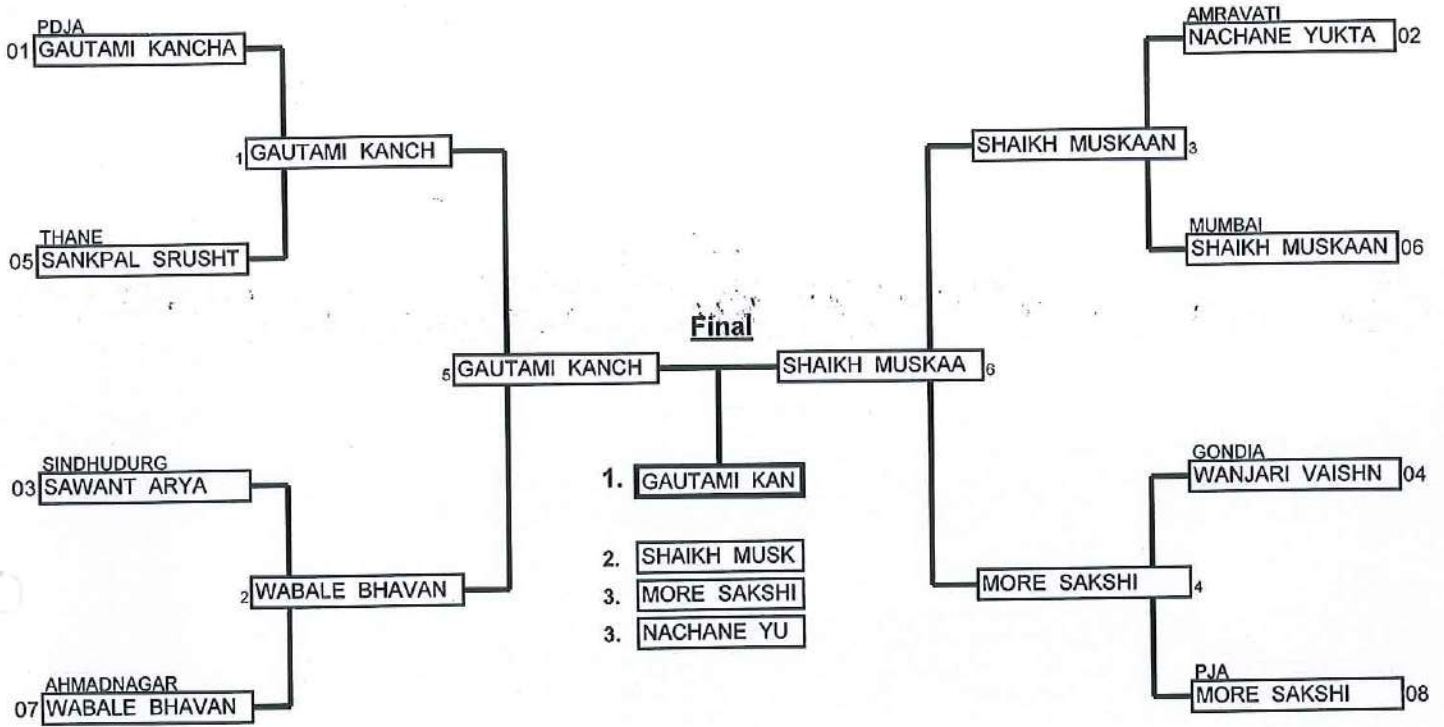 PDJA
01 GAUTAMI KANCHA
AMRAVATI
NACHANE YUKTA 02
1 GAUTAMI KANCH
SHAIKH MUSKAAN 3
THANE
05 SANKPAL SRUSHT
MUMBAI
SHAIKH MUSKAAN 06
Final
5 GAUTAMI KANCH
SHAIKH MUSKAA 6
SINDHUDURG
03 SAWANT ARYA
GONDIA
WANJARI VAISHN 04
1. GAUTAMI KAN
2. SHAIKH MUSK
3. MORE SAKSHI
3. NACHANE YU
2 WABALE BHAVAN
MORE SAKSHI 4
AHMADNAGAR
07 WABALE BHAVAN
PJA
MORE SAKSHI 08